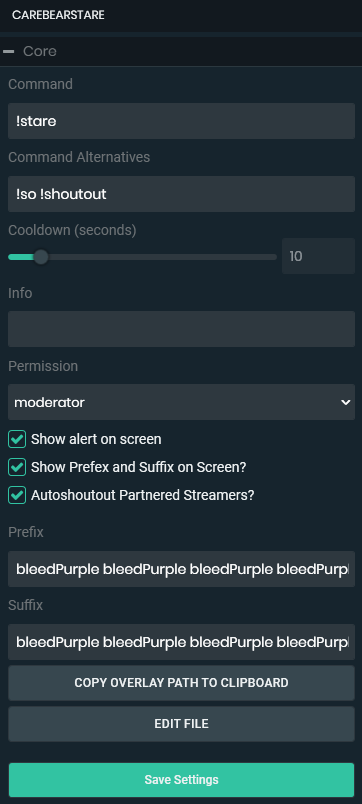 CAREBEARSTARE
Core
Command
!stare
Command Alternatives
!so !shoutout
Cooldown (seconds)
10
Info
Permission
moderator
Show alert on screen
Show Prefex and Suffix on Screen?
Autoshoutout Partnered Streamers?
Prefix
bleedPurple bleedPurple bleedPurple bleedPurpl
Suffix
bleedPurple bleedPurple bleedPurple bleedPurpl
COPY OVERLAY PATH TO CLIPBOARD
EDIT FILE
Save Settings